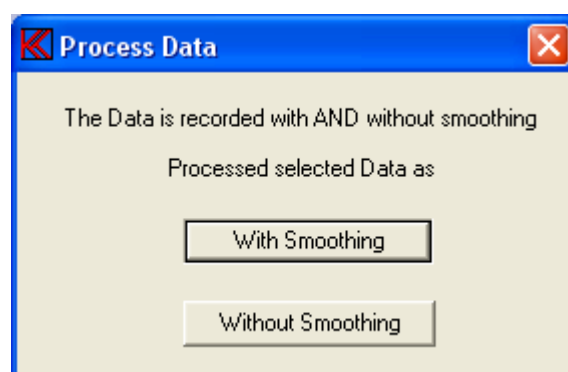 Process Data
The Data is recorded with AND without smoothing
Processed selected Data as
With Smoothing
Without Smoothing